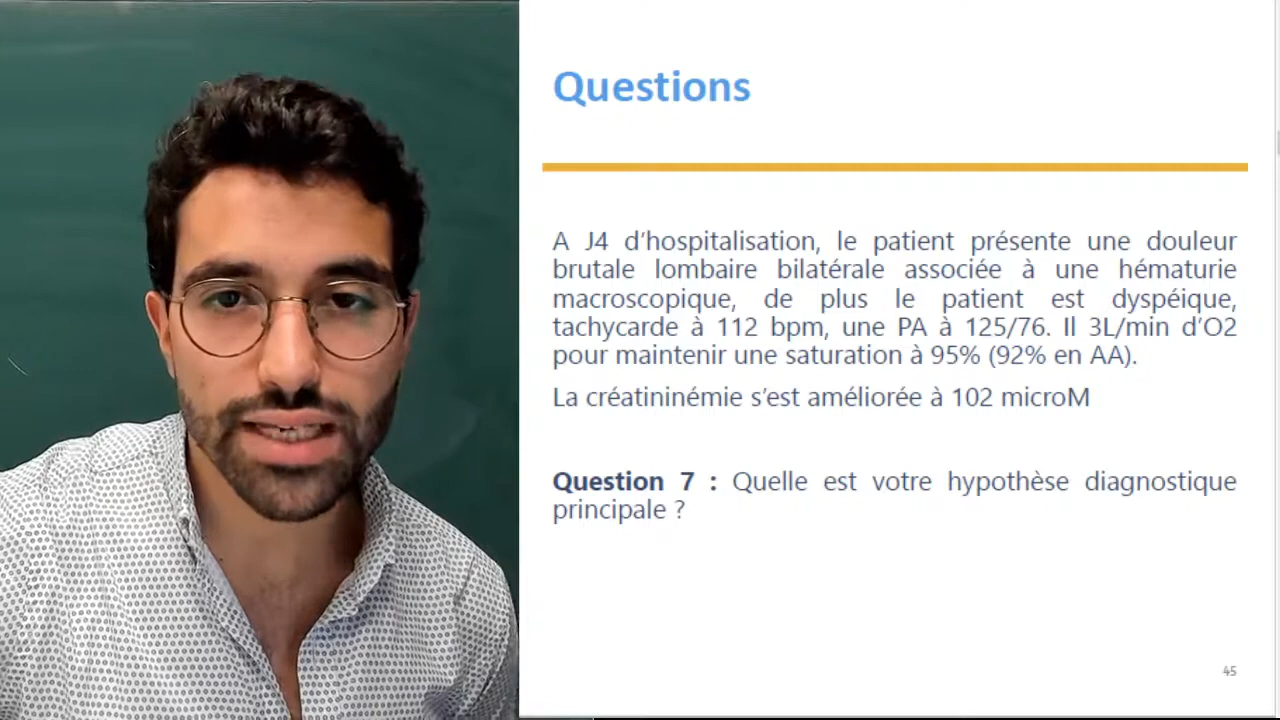 Questions
A J4 d'hospitalisation, le patient présente une douleur
brutale lombaire bilatérale associée à une hématurie
macroscopique, de plus le patient est dyspéique,
tachycarde à 112 bpm, une PA à 125/76. Il 3L/min d'O2
pour maintenir une saturation à 95% (92% en AA).
La créatininémie s'est améliorée à 102 microM
Question 7 : Quelle est votre hypothèse diagnostique
principale ?
45